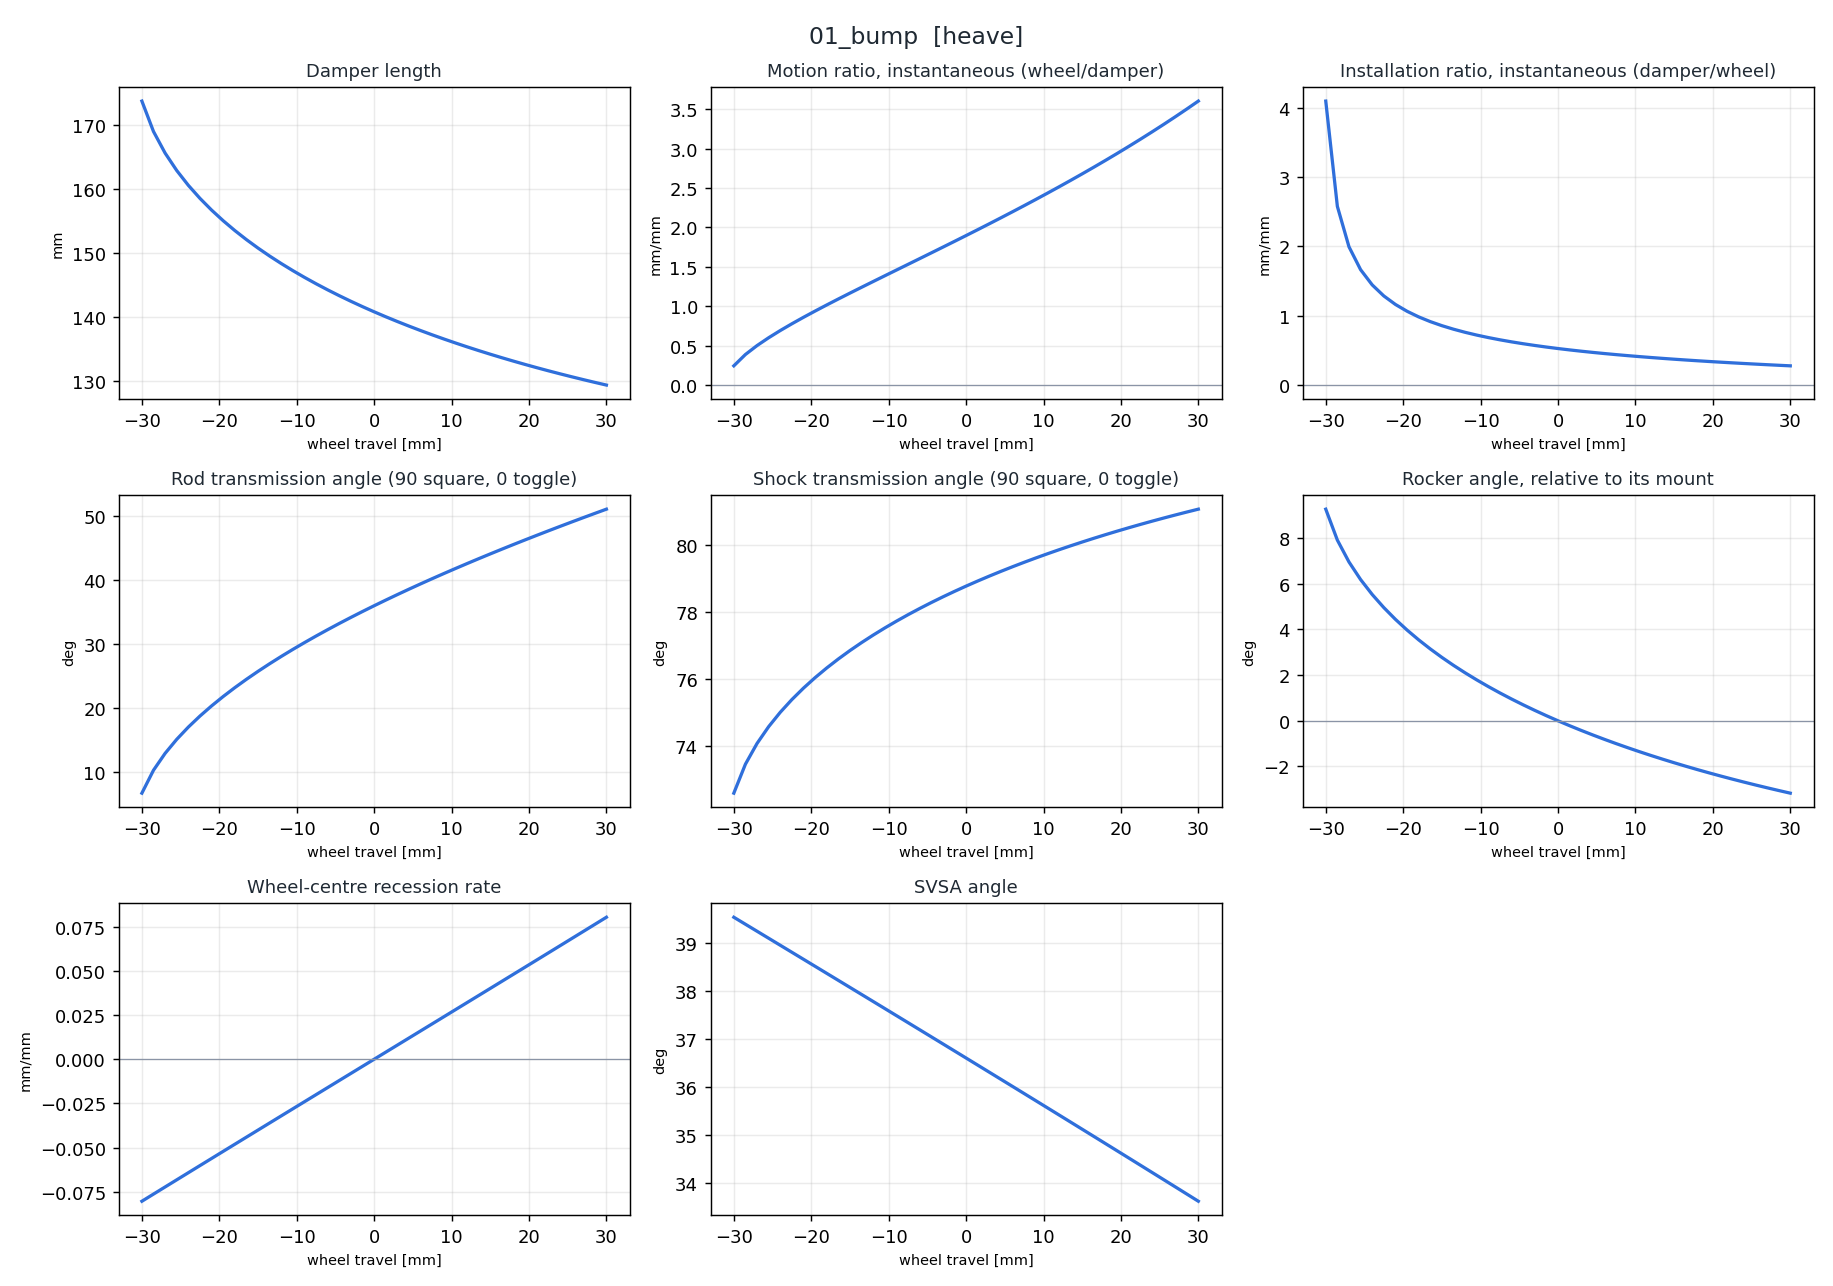 01_bump  [heave]
Damper length
mm
170
160
150
140
130
−30 −20 −10 0 10 20 30
wheel travel [mm]
Motion ratio, instantaneous (wheel/damper)
mm/mm
3.5
3.0
2.5
2.0
1.5
1.0
0.5
0.0
−30 −20 −10 0 10 20 30
wheel travel [mm]
Installation ratio, instantaneous (damper/wheel)
mm/mm
4
3
2
1
0
−30 −20 −10 0 10 20 30
wheel travel [mm]
Rod transmission angle (90 square, 0 toggle)
deg
50
40
30
20
10
−30 −20 −10 0 10 20 30
wheel travel [mm]
Shock transmission angle (90 square, 0 toggle)
deg
80
78
76
74
−30 −20 −10 0 10 20 30
wheel travel [mm]
Rocker angle, relative to its mount
deg
8
6
4
2
0
−2
−30 −20 −10 0 10 20 30
wheel travel [mm]
Wheel-centre recession rate
mm/mm
0.075
0.050
0.025
0.000
−0.025
−0.050
−0.075
−30 −20 −10 0 10 20 30
wheel travel [mm]
SVSA angle
deg
39
38
37
36
35
34
−30 −20 −10 0 10 20 30
wheel travel [mm]